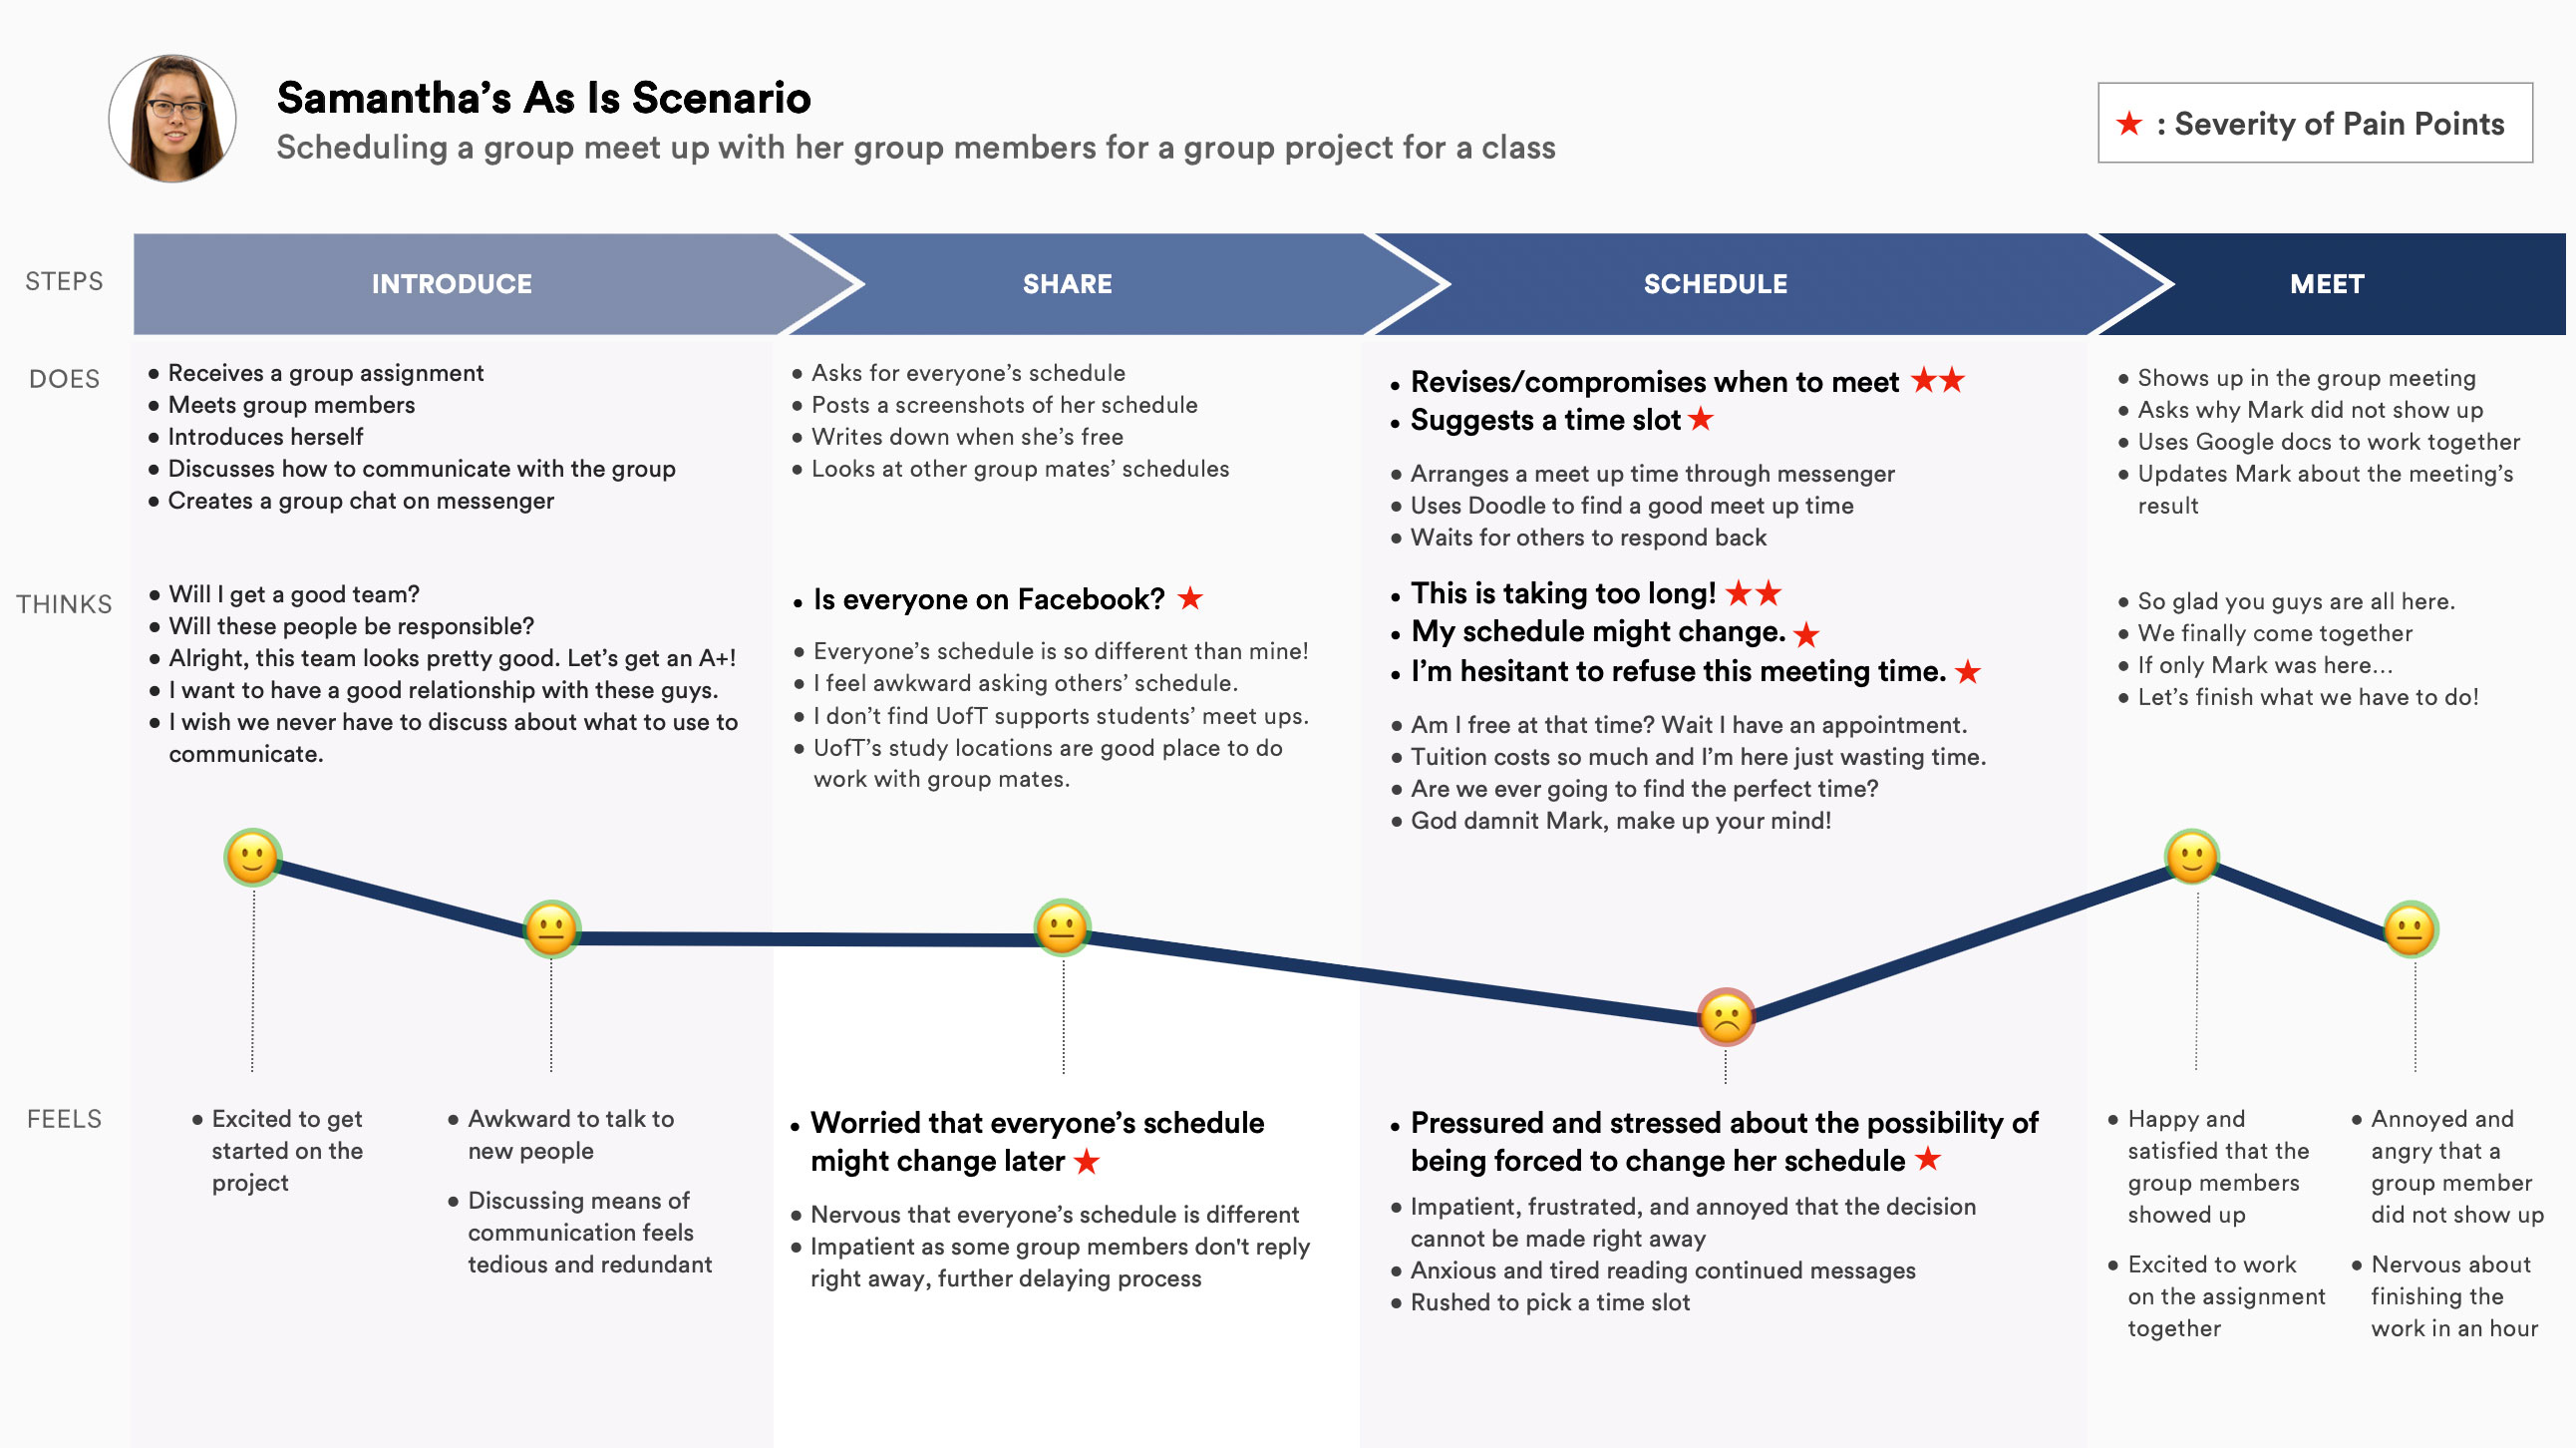 Samantha’s As Is Scenario
Scheduling a group meet up with her group members for a group project for a class
★ : Severity of Pain Points
STEPS
INTRODUCE
SHARE
SCHEDULE
MEET
DOES
• Receives a group assignment
• Meets group members
• Introduces herself
• Discusses how to communicate with the group
• Creates a group chat on messenger
• Asks for everyone’s schedule
• Posts a screenshots of her schedule
• Writes down when she’s free
• Looks at other group mates’ schedules
• Revises/compromises when to meet ★★
• Suggests a time slot ★
• Arranges a meet up time through messenger
• Uses Doodle to find a good meet up time
• Waits for others to respond back
• Shows up in the group meeting
• Asks why Mark did not show up
• Uses Google docs to work together
• Updates Mark about the meeting’s
result
THINKS
• Will I get a good team?
• Will these people be responsible?
• Alright, this team looks pretty good. Let’s get an A+!
• I want to have a good relationship with these guys.
• I wish we never have to discuss about what to use to
communicate.
• Is everyone on Facebook? ★
• Everyone’s schedule is so different than mine!
• I feel awkward asking others’ schedule.
• I don’t find UofT supports students’ meet ups.
• UofT’s study locations are good place to do
work with group mates.
• This is taking too long! ★★
• My schedule might change. ★
• I’m hesitant to refuse this meeting time. ★
• Am I free at that time? Wait I have an appointment.
• Tuition costs so much and I’m here just wasting time.
• Are we ever going to find the perfect time?
• God damnit Mark, make up your mind!
• So glad you guys are all here.
• We finally come together
• If only Mark was here...
• Let’s finish what we have to do!
FEELS
• Excited to get
started on the
project
• Awkward to talk to
new people
• Discussing means of
communication feels
tedious and redundant
• Worried that everyone’s schedule
might change later ★
• Nervous that everyone’s schedule is different
• Impatient as some group members don't reply
right away, further delaying process
• Pressured and stressed about the possibility of
being forced to change her schedule ★
• Impatient, frustrated, and annoyed that the decision
cannot be made right away
• Anxious and tired reading continued messages
• Rushed to pick a time slot
• Happy and
satisfied that the
group members
showed up
• Excited to work
on the assignment
together
• Annoyed and
angry that a
group member
did not show up
• Nervous about
finishing the
work in an hour